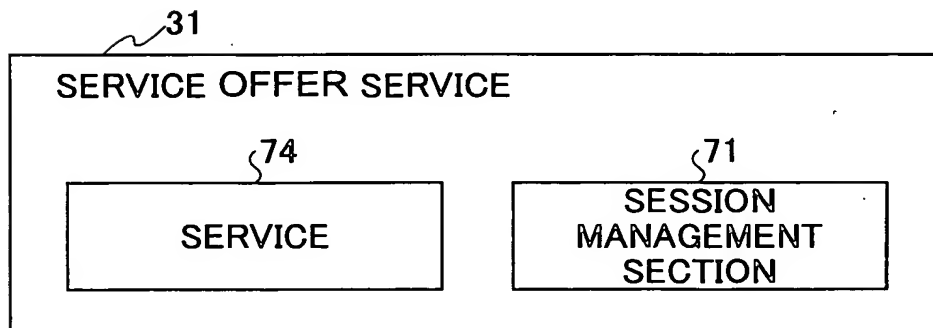 31
SERVICE OFFER SERVICE
74
71
SERVICE
SESSION
MANAGEMENT
SECTION